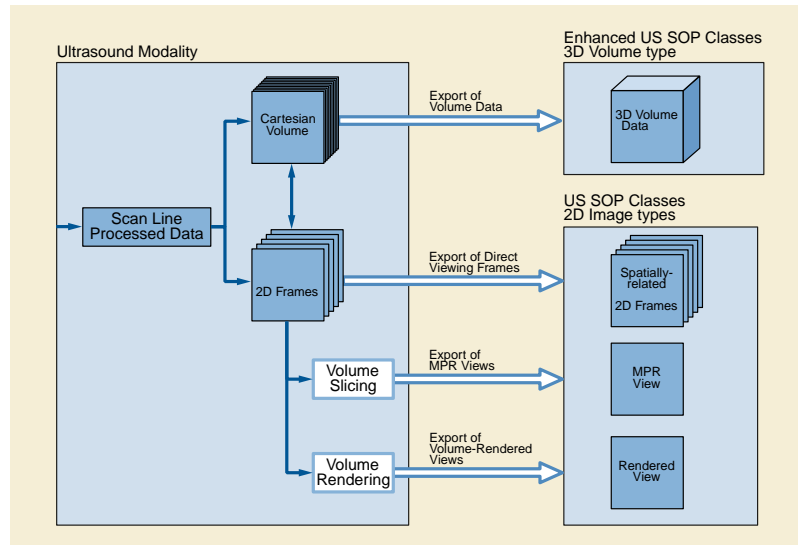 Ultrasound Modality
Enhanced US SOP Classes
3D Volume type
Cartesian
Volume
Export of
Volume Data
3D Volume
Data
Scan Line
Processed Data
US SOP Classes
2D Image types
2D Frames
Export of Direct
Viewing Frames
Spatially-
related
2D Frames
Volume
Slicing
Export of
MPR Views
MPR
View
Volume
Rendering
Export of
Volume-Rendered
Views
Rendered
View